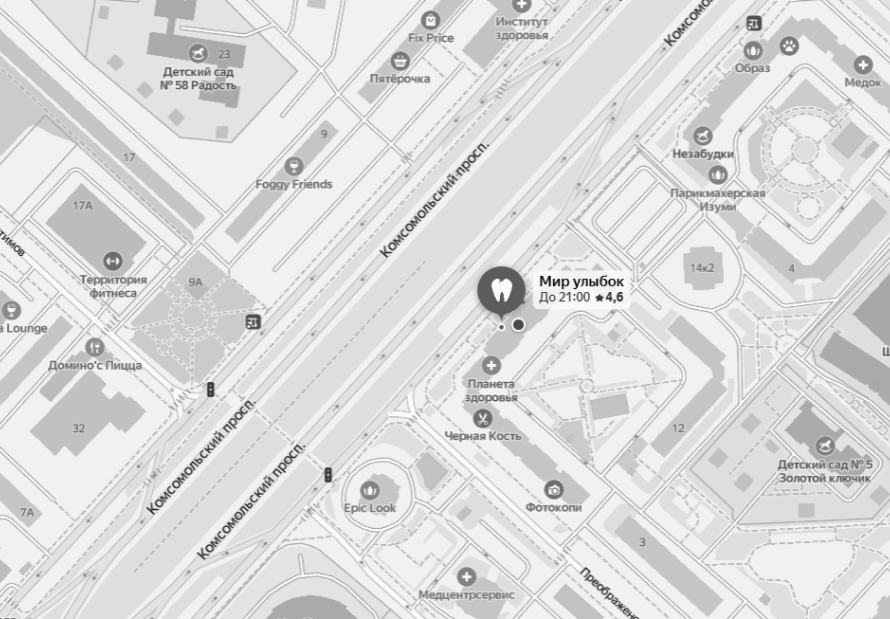 Институт
здоровья
Fix Price
Пятёрочка
23
Детский сад
№ 58 Радость
Комсомольский просп.
Образ
Медок
9
17
Foggy Friends
Незабудки
Парикмахерская
Изуми
17А
Территория
фитнеса
9А
14к2
4
Мир улыбок
До 21:00 ★4,6
a Lounge
Домино'с Пицца
Планета
здоровья
Черная Кость
32
12
Комсомольский просп.
Комсомольский просп.
Детский сад № 5
Золотой ключик
7А
Epic Look
Фотокопи
3
Медцентрсервис
Преображенс